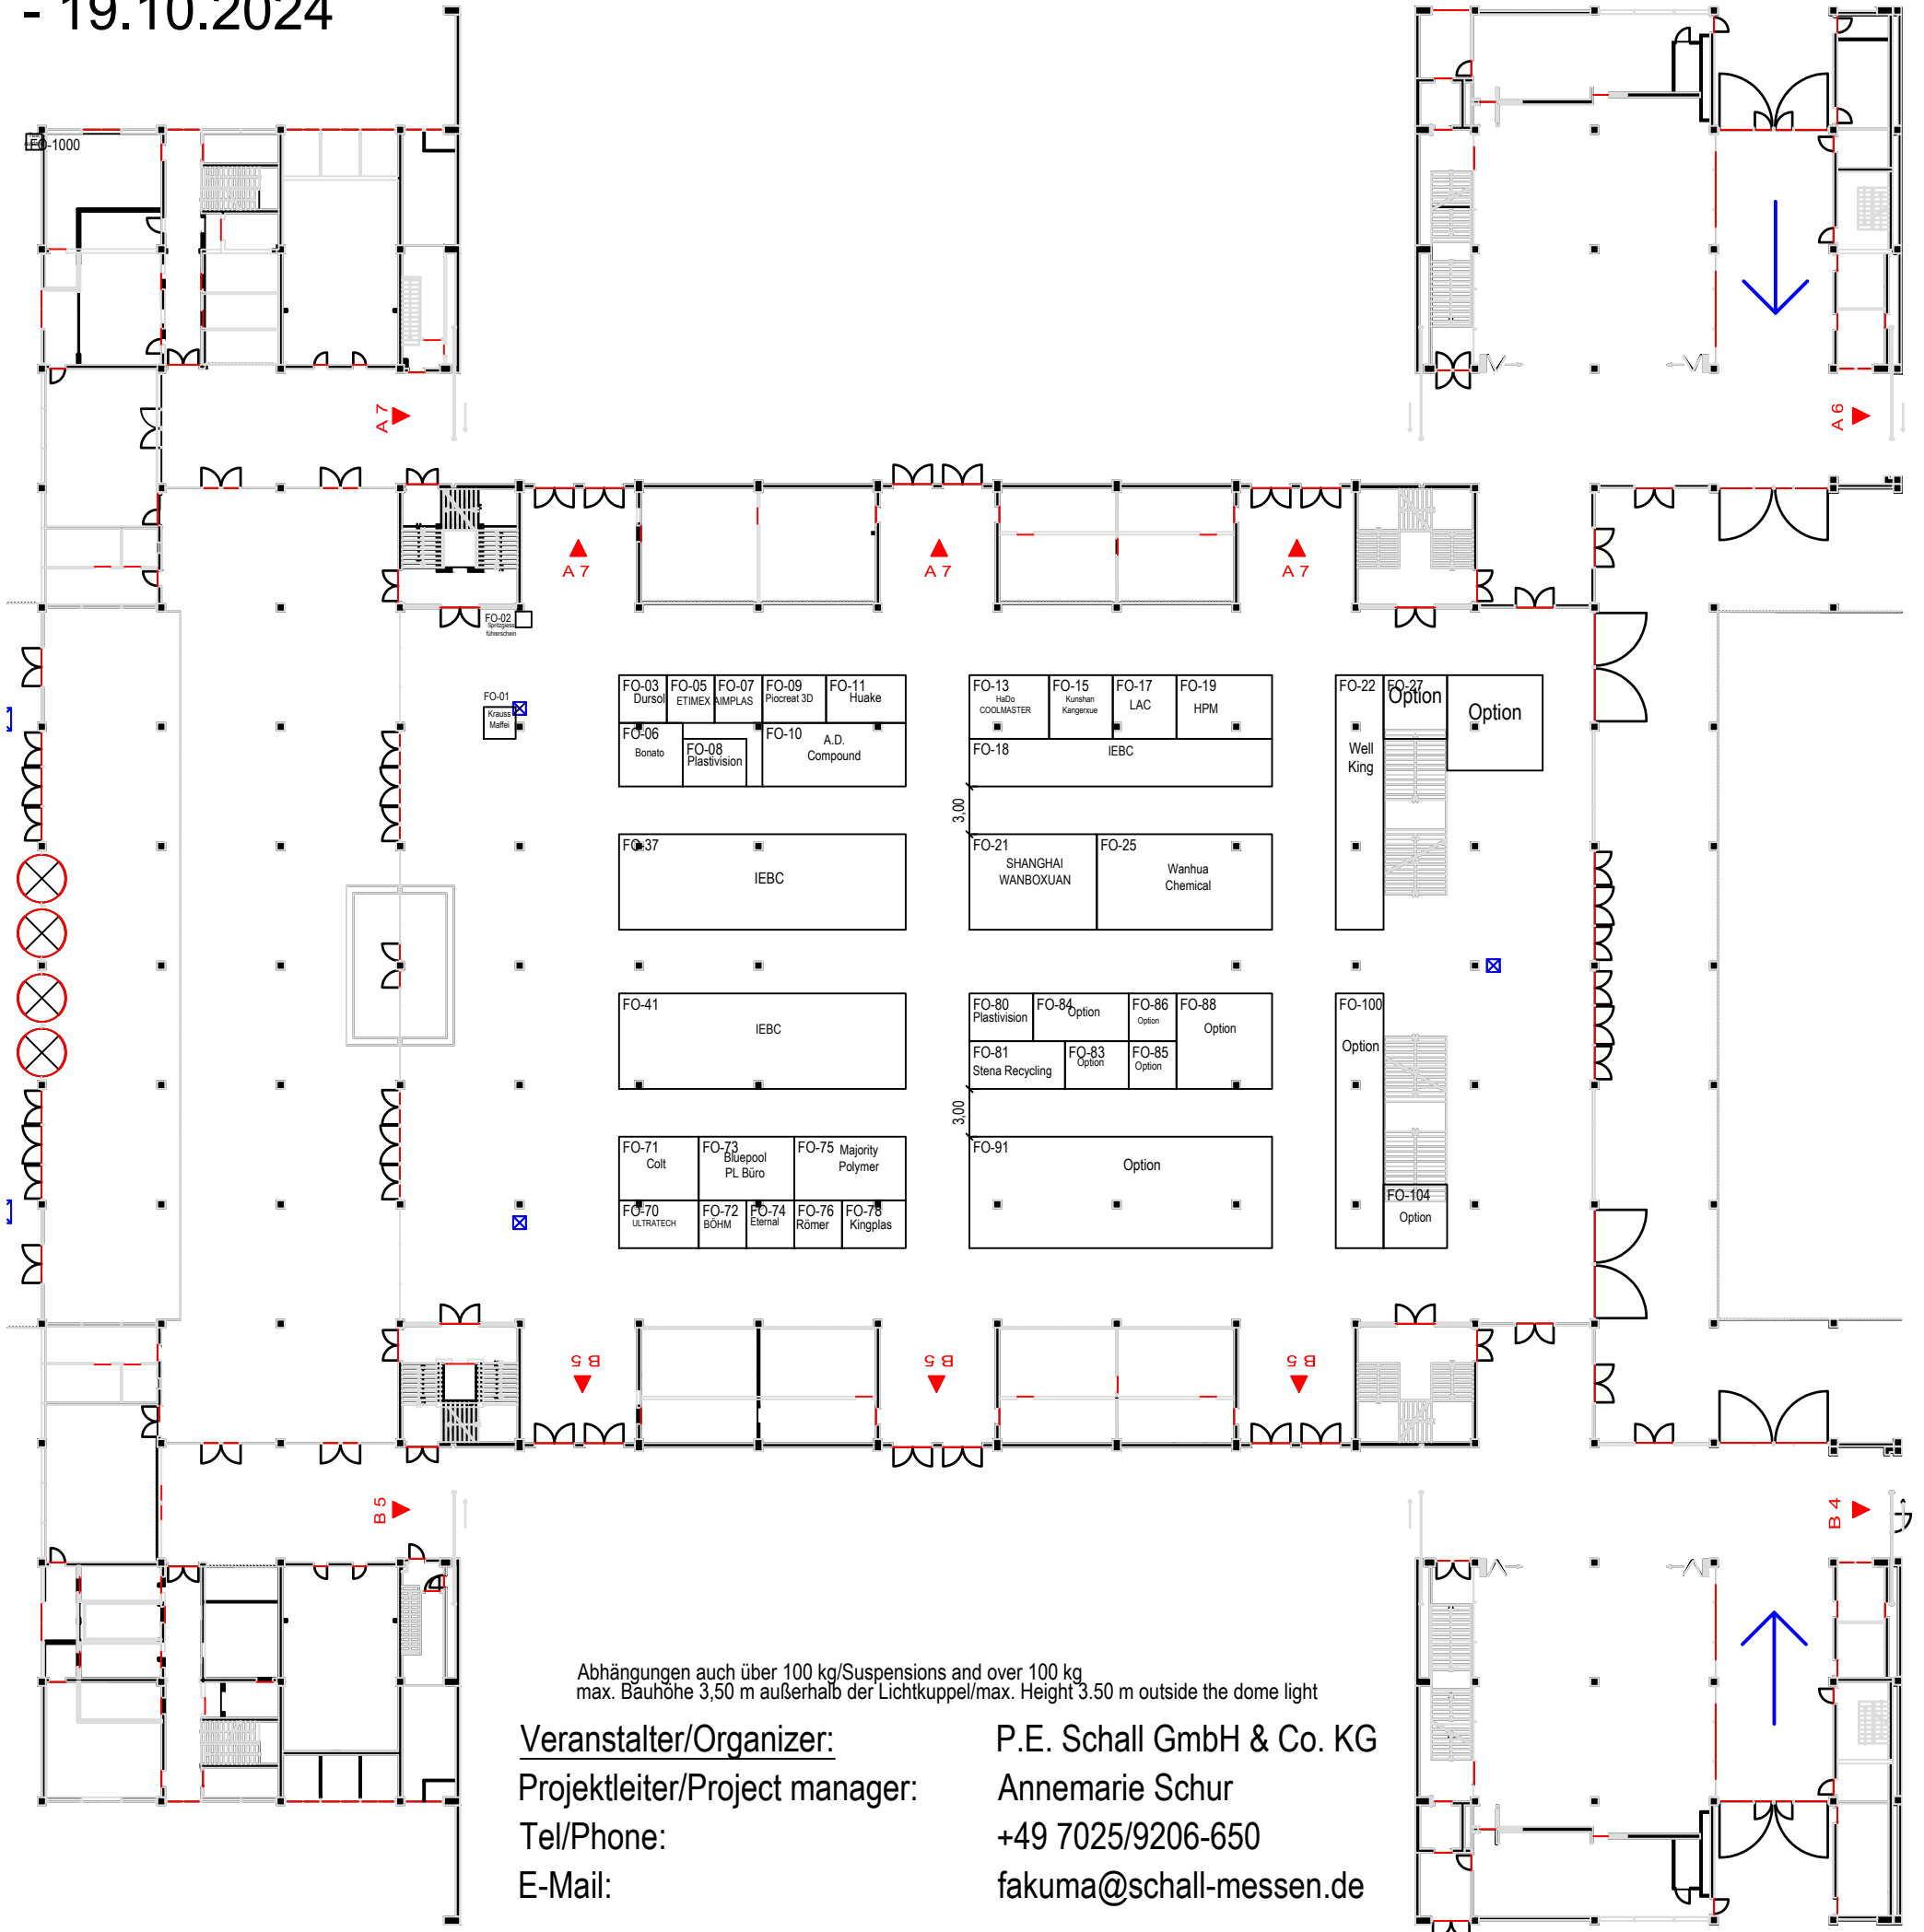 - 19.10.2024
FO-1000
A 7
A 6
A 7
A 7
A 7
FO-02
Spritzgiess
führerschein
FO-01
Krauss
Maffei
FO-03
Dursol
FO-05
ETIMEX
FO-07
AIMPLAS
FO-09
Piocreat 3D
FO-11
Huake
FO-06
Bonato
FO-08
Plastivision
FO-10
A.D.
Compound
FO-13
HaDo
COOLMASTER
FO-15
Kunshan
Kangerxue
FO-17
LAC
FO-19
HPM
FO-18
IEBC
FO-22
Well
King
FO-27
Option
Option
3,00
FO-37
IEBC
FO-21
SHANGHAI
WANBOXUAN
FO-25
Wanhua
Chemical
FO-41
IEBC
FO-80
Plastivision
FO-84
Option
FO-86
Option
FO-88
Option
FO-81
Stena Recycling
FO-83
Option
FO-85
Option
FO-100
Option
3,00
FO-71
Colt
FO-73
Bluepool
PL Büro
FO-75
Majority
Polymer
FO-70
ULTRATECH
FO-72
BÖHM
FO-74
Eternal
FO-76
Römer
FO-78
Kingplas
FO-91
Option
FO-104
Option
B 5
B 5
B 5
B 5
B 4
Abhängungen auch über 100 kg/Suspensions and over 100 kg
max. Bauhöhe 3,50 m außerhalb der Lichtkuppel/max. Height 3.50 m outside the dome light
Veranstalter/Organizer: P.E. Schall GmbH & Co. KG
Projektleiter/Project manager: Annemarie Schur
Tel/Phone: +49 7025/9206-650
E-Mail: fakuma@schall-messen.de